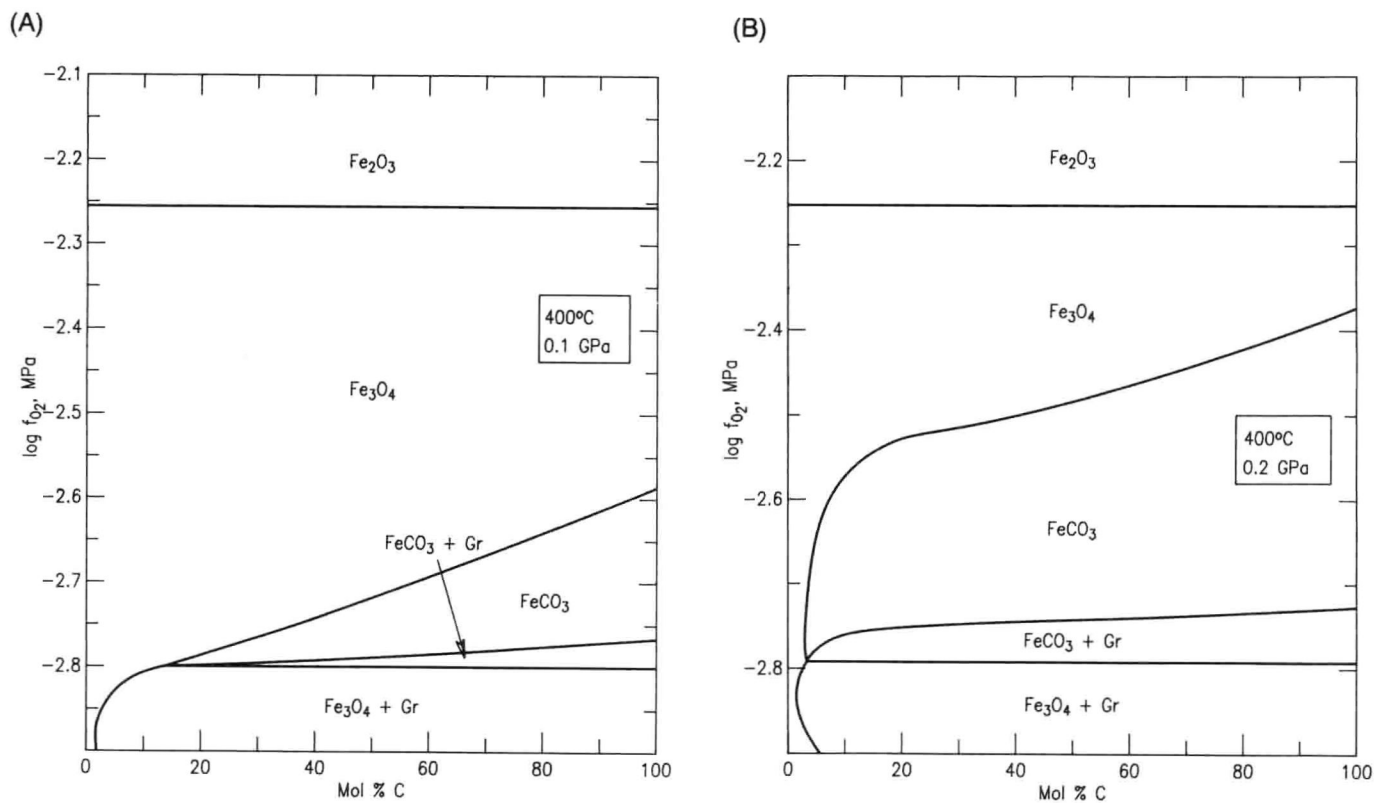 (A)
-2.1
-2.2
-2.3
-2.4
-2.5
-2.6
-2.7
-2.8
log fO₂, MPa
Fe₂O₃
400ºC
0.1 GPa
Fe₃O₄
FeCO₃ + Gr
FeCO₃
Fe₃O₄ + Gr
0 20 40 60 80 100
Mol % C
(B)
-2.2
-2.4
-2.6
-2.8
log fO₂, MPa
Fe₂O₃
Fe₃O₄
400ºC
0.2 GPa
FeCO₃
FeCO₃ + Gr
Fe₃O₄ + Gr
0 20 40 60 80 100
Mol % C